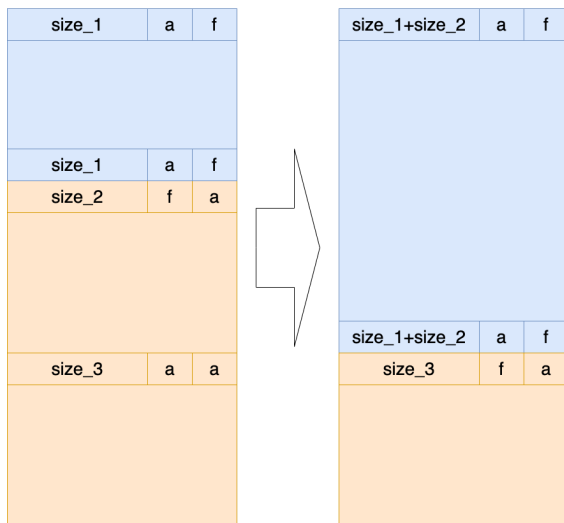 size_1 a f
size_1 a f
size_2 f a
size_3 a a
size_1+size_2 a f
size_1+size_2 a f
size_3 f a